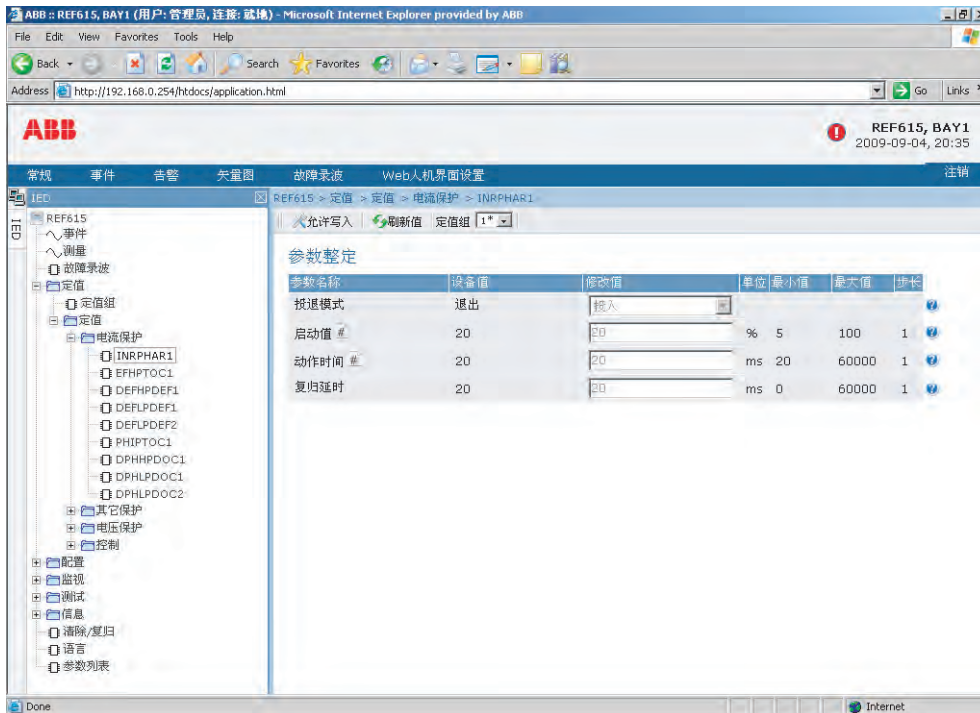 ABB :: REF615, BAY1 (用户: 管理员, 连接: 就地) - Microsoft Internet Explorer provided by ABB
File Edit View Favorites Tools Help
Back Search Favorites
Address http://192.168.0.254/htdocs/application.html Go Links
ABB
REF615, BAY1
2009-09-04, 20:35
常规 事件 告警 矢量图 故障录波 Web人机界面设置 注销
IED
IED
REF615 > 定值 > 定值 > 电流保护 > INRPHAR1
允许写入 刷新值 定值组 1*
REF615
事件
测量
故障录波
定值
定值组
定值
电流保护
INRPHAR1
EFHPTOC1
DEFHPDEF1
DEFLPDEF1
DEFLPDEF2
PHIPTOC1
DPHHPDOC1
DPHLPDOC1
DPHLPDOC2
其它保护
电压保护
控制
配置
监视
测试
信息
清除/复归
语言
参数列表
参数整定
参数名称 设备值 修改值 单位 最小值 最大值 步长
投退模式 退出 投入
启动值 # 20 20 % 5 100 1
动作时间 # 20 20 ms 20 60000 1
复归延时 20 20 ms 0 60000 1
Done Internet